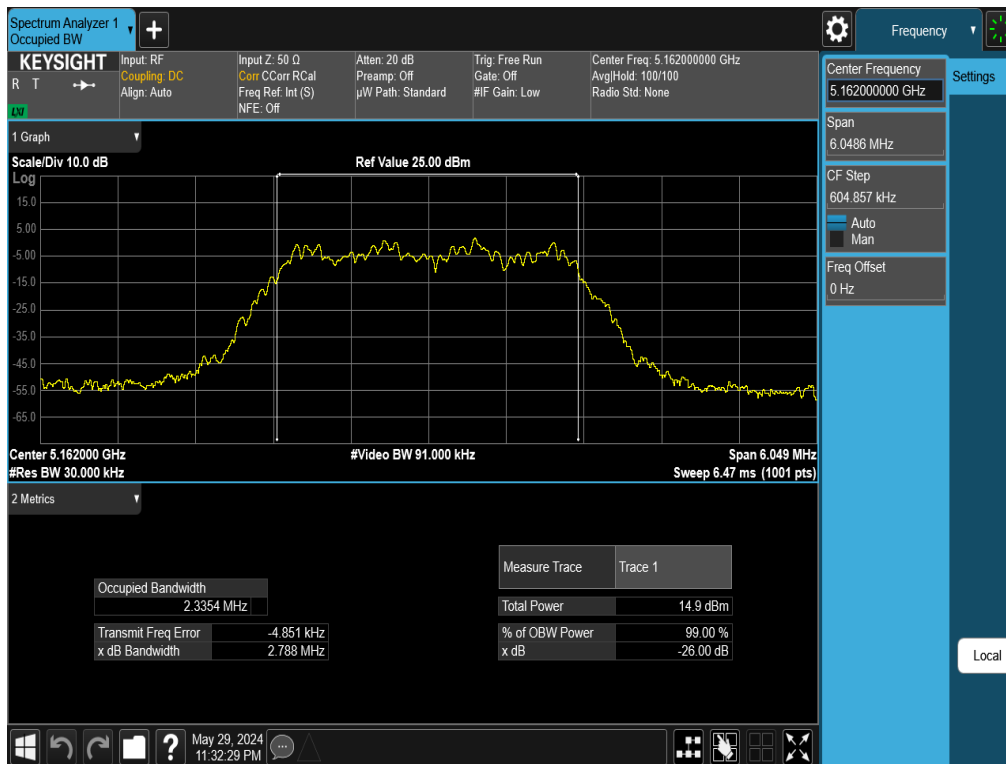 Spectrum Analyzer 1
Occupied BW
Frequency
KEYSIGHT
R T
LXI
Input: RF
Coupling: DC
Align: Auto
Input Z: 50 Ω
Corr CCorr RCal
Freq Ref: Int (S)
NFE: Off
Atten: 20 dB
Preamp: Off
µW Path: Standard
Trig: Free Run
Gate: Off
#IF Gain: Low
Center Freq: 5.162000000 GHz
Avg|Hold: 100/100
Radio Std: None
Center Frequency
5.162000000 GHz
Settings
Span
6.0486 MHz
CF Step
604.857 kHz
Auto
Man
Freq Offset
0 Hz
Local
1 Graph
Scale/Div 10.0 dB
Ref Value 25.00 dBm
Log
15.0
5.00
-5.00
-15.0
-25.0
-35.0
-45.0
-55.0
-65.0
Center 5.162000 GHz
#Video BW 91.000 kHz
Span 6.049 MHz
#Res BW 30.000 kHz
Sweep 6.47 ms (1001 pts)
2 Metrics
Measure Trace Trace 1
Occupied Bandwidth
2.3354 MHz
Total Power 14.9 dBm
Transmit Freq Error -4.851 kHz
% of OBW Power 99.00 %
x dB Bandwidth 2.788 MHz
x dB -26.00 dB
?
May 29, 2024
11:32:29 PM